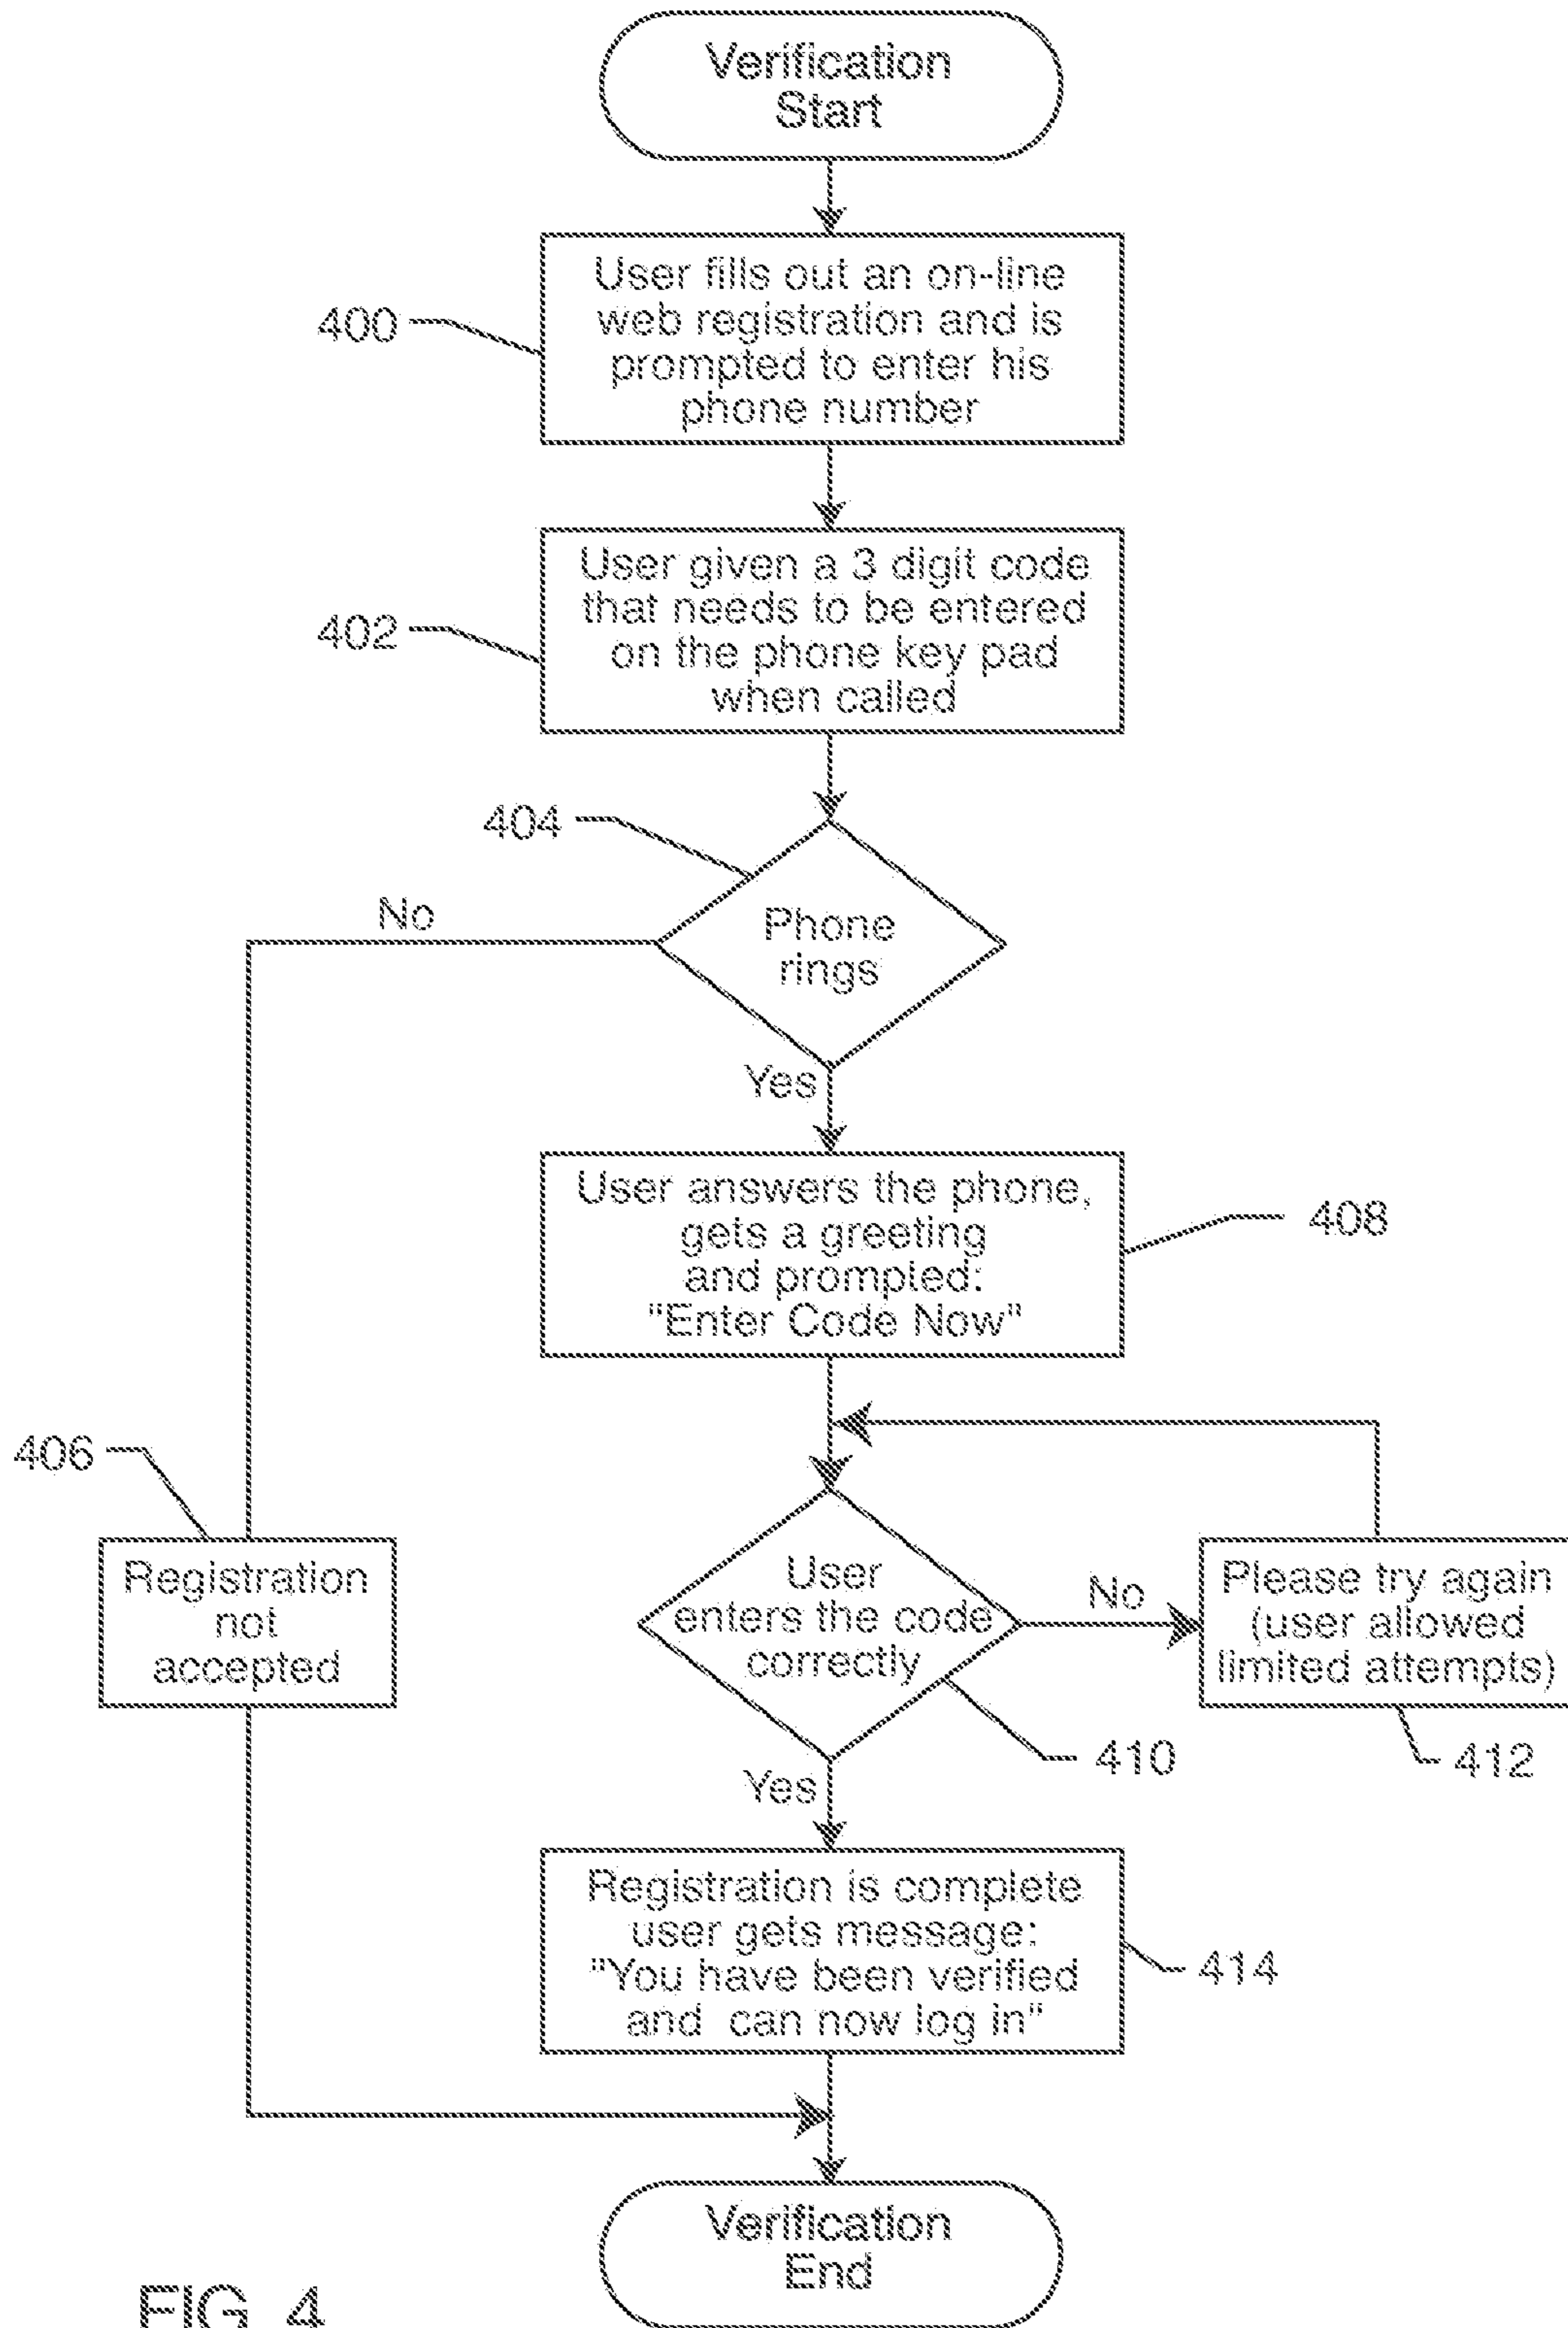 Verification
Start
400
User fills out an on-line
web registration and is
prompted to enter his
phone number
402
User given a 3 digit code
that needs to be entered
on the phone key pad
when called
404
No
Phone
rings
Yes
User answers the phone,
gets a greeting
and prompted:
"Enter Code Now"
408
406
Registration
not
accepted
User
enters the code
correctly
No
Please try again
(user allowed
limited attempts)
410
412
Yes
Registration is complete
user gets message:
"You have been verified
and can now log in"
414
Verification
End
FIG. 4